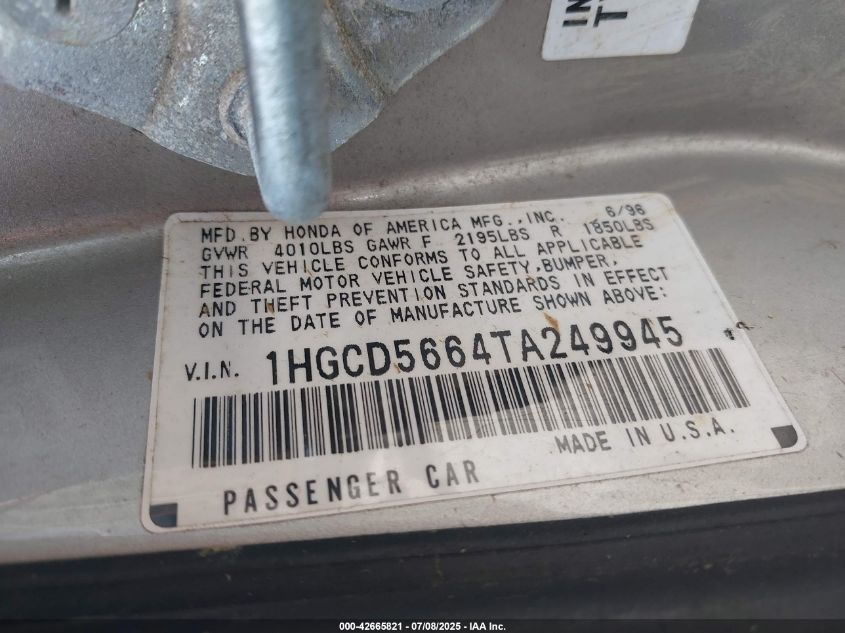 IN
T
MFD. BY HONDA OF AMERICA MFG., INC. 6/96
GVWR 4010LBS GAWR F 2195LBS R 1850LBS
THIS VEHICLE CONFORMS TO ALL APPLICABLE
FEDERAL MOTOR VEHICLE SAFETY, BUMPER,
AND THEFT PREVENTION STANDARDS IN EFFECT
ON THE DATE OF MANUFACTURE SHOWN ABOVE:
V.I.N. 1HGCD5664TA249945
PASSENGER CAR MADE IN U.S.A.
000-42665821 - 07/08/2025 - IAA Inc.